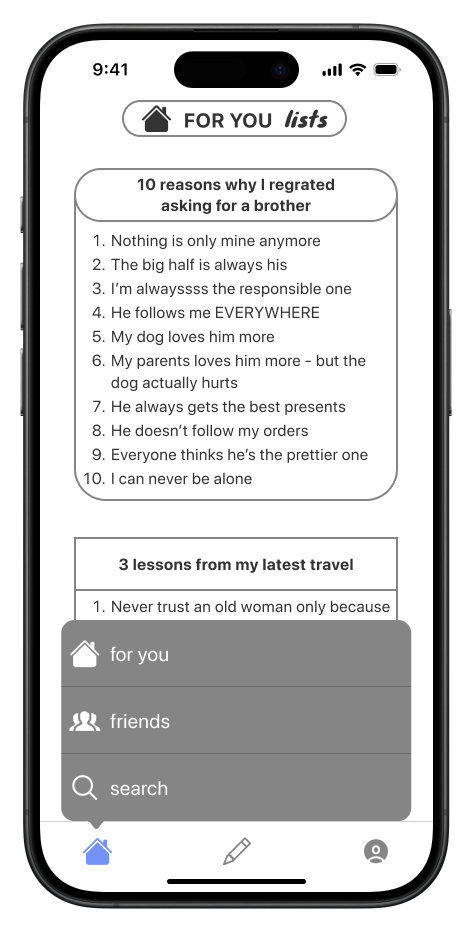 9:41
FOR YOU lists
10 reasons why I regrated
asking for a brother
1. Nothing is only mine anymore
2. The big half is always his
3. I'm alwayssss the responsible one
4. He follows me EVERYWHERE
5. My dog loves him more
6. My parents loves him more - but the
dog actually hurts
7. He always gets the best presents
8. He doesn't follow my orders
9. Everyone thinks he's the prettier one
10. I can never be alone
3 lessons from my latest travel
1. Never trust an old woman only because
for you
friends
search